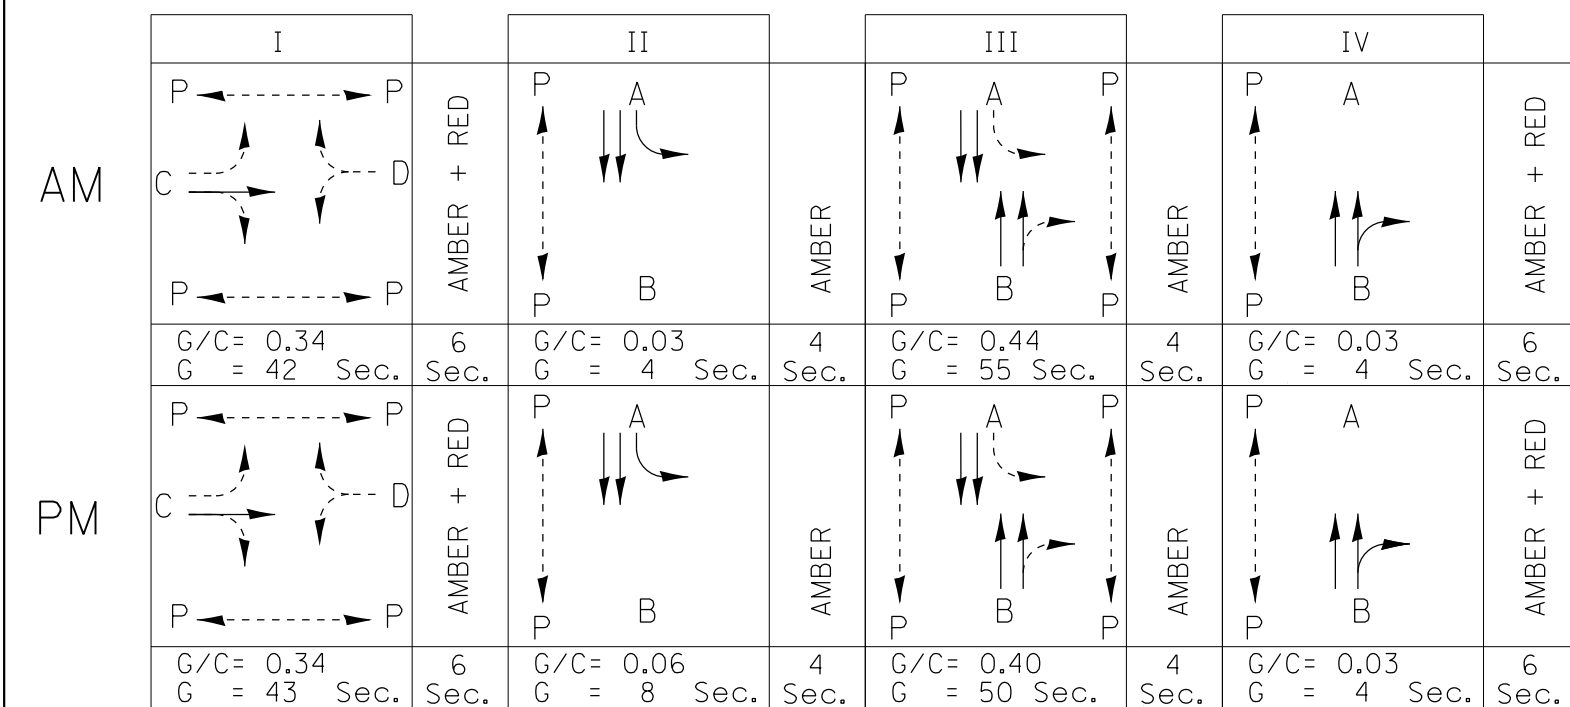 I II III IV
AM
P P
C D
P P
AMBER + RED
P
A
P
B
AMBER
P A P
P B P
AMBER
P
A
P
B
AMBER + RED
G/C= 0.34
G = 42 Sec.
6
Sec.
G/C= 0.03
G = 4 Sec.
4
Sec.
G/C= 0.44
G = 55 Sec.
4
Sec.
G/C= 0.03
G = 4 Sec.
6
Sec.
PM
P P
C D
P P
AMBER + RED
P
A
P
B
AMBER
P A P
P B P
AMBER
P
A
P
B
AMBER + RED
G/C= 0.34
G = 43 Sec.
6
Sec.
G/C= 0.06
G = 8 Sec.
4
Sec.
G/C= 0.40
G = 50 Sec.
4
Sec.
G/C= 0.03
G = 4 Sec.
6
Sec.